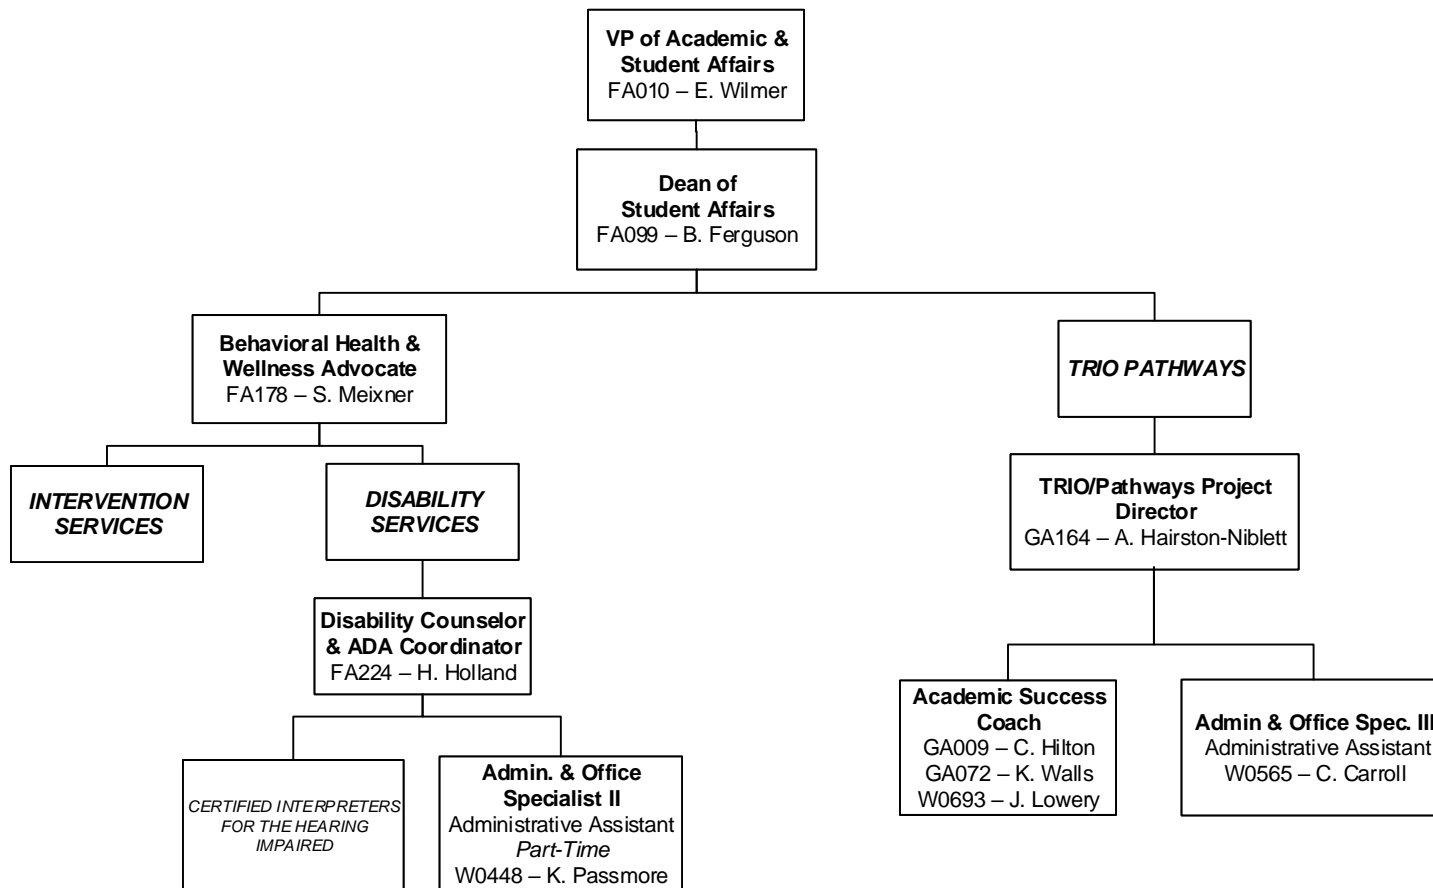 VP of Academic &
Student Affairs
FA010 – E. Wilmer
Dean of
Student Affairs
FA099 – B. Ferguson
Behavioral Health &
Wellness Advocate
FA178 – S. Meixner
TRIO PATHWAYS
INTERVENTION
SERVICES
DISABILITY
SERVICES
TRIO/Pathways Project
Director
GA164 – A. Hairston-Niblett
Disability Counselor
& ADA Coordinator
FA224 – H. Holland
Academic Success
Coach
GA009 – C. Hilton
GA072 – K. Walls
W0693 – J. Lowery
Admin & Office Spec. III
Administrative Assistant
W0565 – C. Carroll
CERTIFIED INTERPRETERS
FOR THE HEARING
IMPAIRED
Admin. & Office
Specialist II
Administrative Assistant
Part-Time
W0448 – K. Passmore